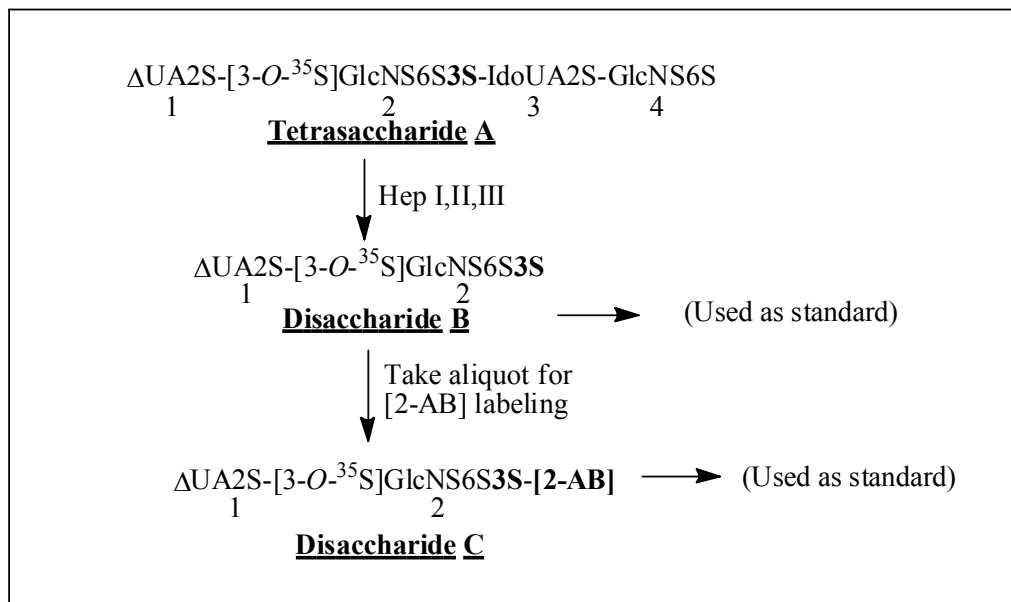 ΔUA2S-[3-O-³⁵S]GlcNS6S3S-IdoUA2S-GlcNS6S
1 2 3 4
Tetrasaccharide A
Hep I,II,III
ΔUA2S-[3-O-³⁵S]GlcNS6S3S
1 2
Disaccharide B (Used as standard)
Take aliquot for
[2-AB] labeling
ΔUA2S-[3-O-³⁵S]GlcNS6S3S-[2-AB] (Used as standard)
1 2
Disaccharide C